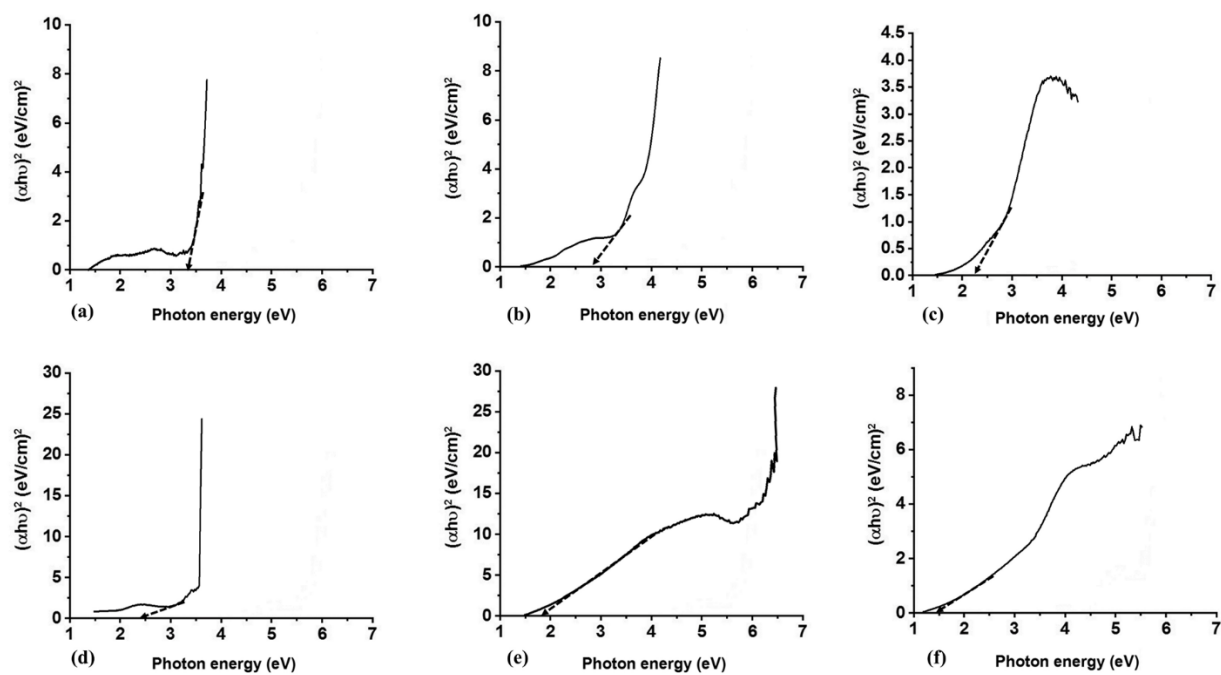 10
8
6
4
2
0
(αhυ)² (eV/cm)²
1 2 3 4 5 6 7
(a)
Photon energy (eV)
10
8
6
4
2
0
(αhυ)² (eV/cm)²
1 2 3 4 5 6 7
(b)
Photon energy (eV)
4.5
4.0
3.5
3.0
2.5
2.0
1.5
1.0
0.5
0.0
(αhυ)² (eV/cm)²
1 2 3 4 5 6 7
(c)
Photon energy (eV)
30
25
20
15
10
5
0
(αhυ)² (eV/cm)²
1 2 3 4 5 6 7
(d)
Photon energy (eV)
30
25
20
15
10
5
0
(αhυ)² (eV/cm)²
1 2 3 4 5 6 7
(e)
Photon energy (eV)
8
6
4
2
0
(αhυ)² (eV/cm)²
1 2 3 4 5 6 7
(f)
Photon energy (eV)